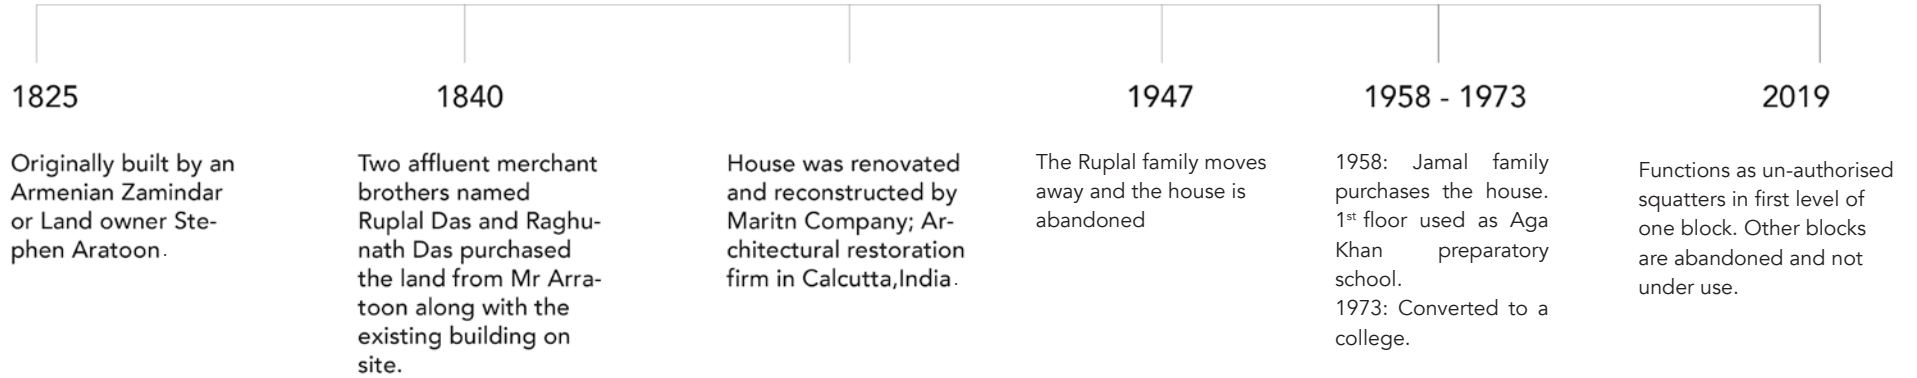 1825
Originally built by an
Armenian Zamindar
or Land owner Ste-
phen Aratoon.
1840
Two affluent merchant
brothers named
Ruplal Das and Raghu-
nath Das purchased
the land from Mr Arra-
toon along with the
existing building on
site.
House was renovated
and reconstructed by
Maritn Company; Ar-
chitectural restoration
firm in Calcutta,India.
1947
The Ruplal family moves
away and the house is
abandoned
1958 - 1973
1958: Jamal family
purchases the house.
1st floor used as Aga
Khan preparatory
school.
1973: Converted to a
college.
2019
Functions as un-authorised
squatters in first level of
one block. Other blocks
are abandoned and not
under use.